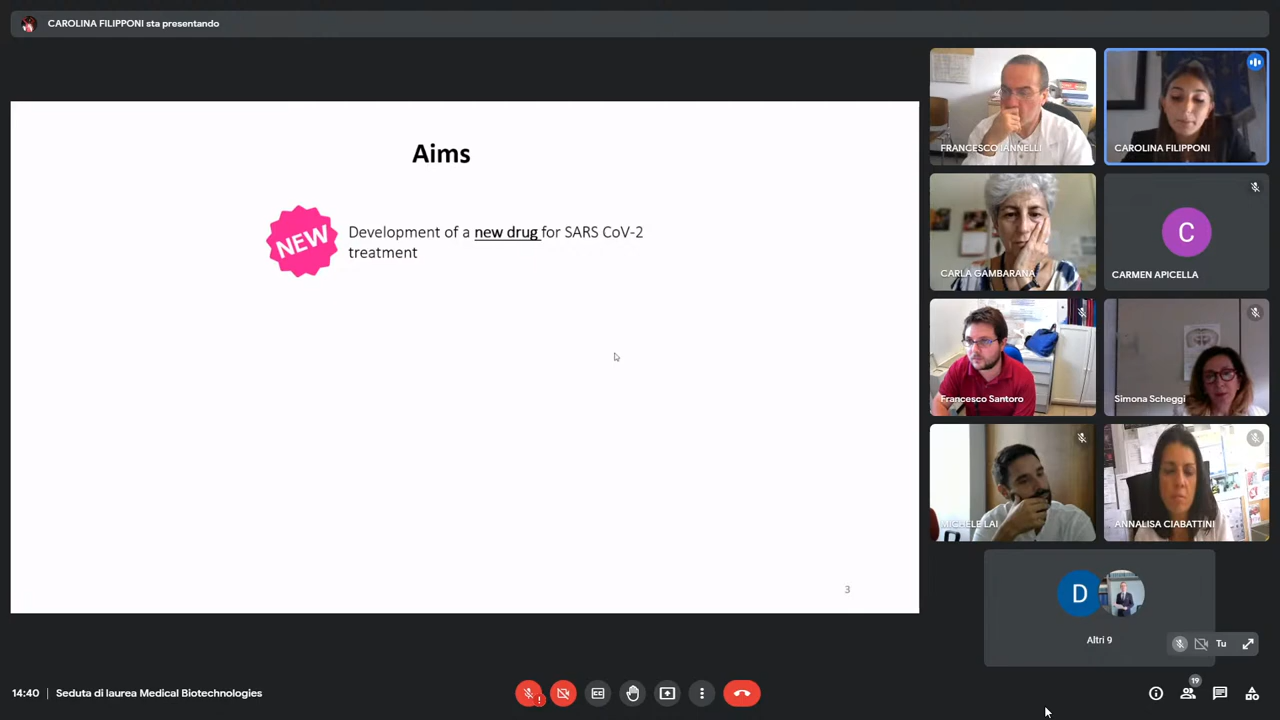 CAROLINA FILIPPONI sta presentando
Aims
NEW
Development of a new drug for SARS CoV-2
treatment
3
FRANCESCO IANNELLI
CAROLINA FILIPPONI
CARLA GAMBARANA
C
CARMEN APICELLA
Francesco Santoro
Simona Scheggi
MICHELE LAI
ANNALISA CIABATTINI
D
Altri 9
Tu
14:40 | Seduta di laurea Medical Biotechnologies
19